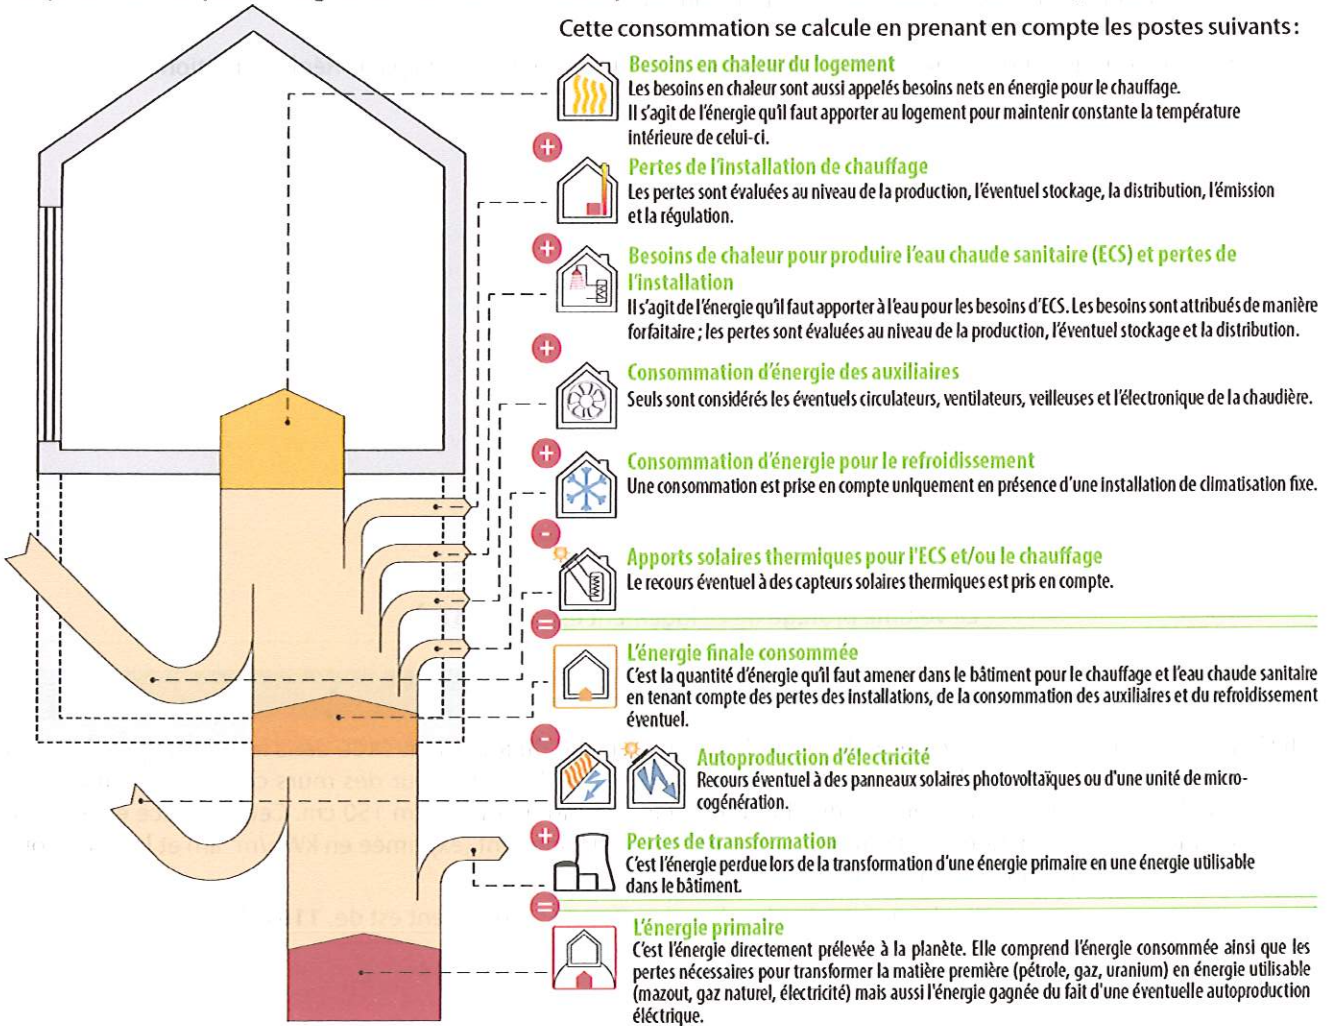 Cette consommation se calcule en prenant en compte les postes suivants :
Besoins en chaleur du logement
Les besoins en chaleur sont aussi appelés besoins nets en énergie pour le chauffage.
Il s'agit de l'énergie qu'il faut apporter au logement pour maintenir constante la température
intérieure de celui-ci.
+
Pertes de l'installation de chauffage
Les pertes sont évaluées au niveau de la production, l'éventuel stockage, la distribution, l'émission
et la régulation.
+
Besoins de chaleur pour produire l'eau chaude sanitaire (ECS) et pertes de
l'installation
Il s'agit de l'énergie qu'il faut apporter à l'eau pour les besoins d'ECS. Les besoins sont attribués de manière
forfaitaire ; les pertes sont évaluées au niveau de la production, l'éventuel stockage et la distribution.
+
Consommation d'énergie des auxiliaires
Seuls sont considérés les éventuels circulateurs, ventilateurs, veilleuses et l'électronique de la chaudière.
+
Consommation d'énergie pour le refroidissement
Une consommation est prise en compte uniquement en présence d'une installation de climatisation fixe.
-
Apports solaires thermiques pour l'ECS et/ou le chauffage
Le recours éventuel à des capteurs solaires thermiques est pris en compte.
=
L'énergie finale consommée
C'est la quantité d'énergie qu'il faut amener dans le bâtiment pour le chauffage et l'eau chaude sanitaire
en tenant compte des pertes des installations, de la consommation des auxiliaires et du refroidissement
éventuel.
-
Autoproduction d'électricité
Recours éventuel à des panneaux solaires photovoltaïques ou d'une unité de micro-
cogénération.
+
Pertes de transformation
C'est l'énergie perdue lors de la transformation d'une énergie primaire en une énergie utilisable
dans le bâtiment.
=
L'énergie primaire
C'est l'énergie directement prélevée à la planète. Elle comprend l'énergie consommée ainsi que les
pertes nécessaires pour transformer la matière première (pétrole, gaz, uranium) en énergie utilisable
(mazout, gaz naturel, électricité) mais aussi l'énergie gagnée du fait d'une éventuelle autoproduction
éléctrique.